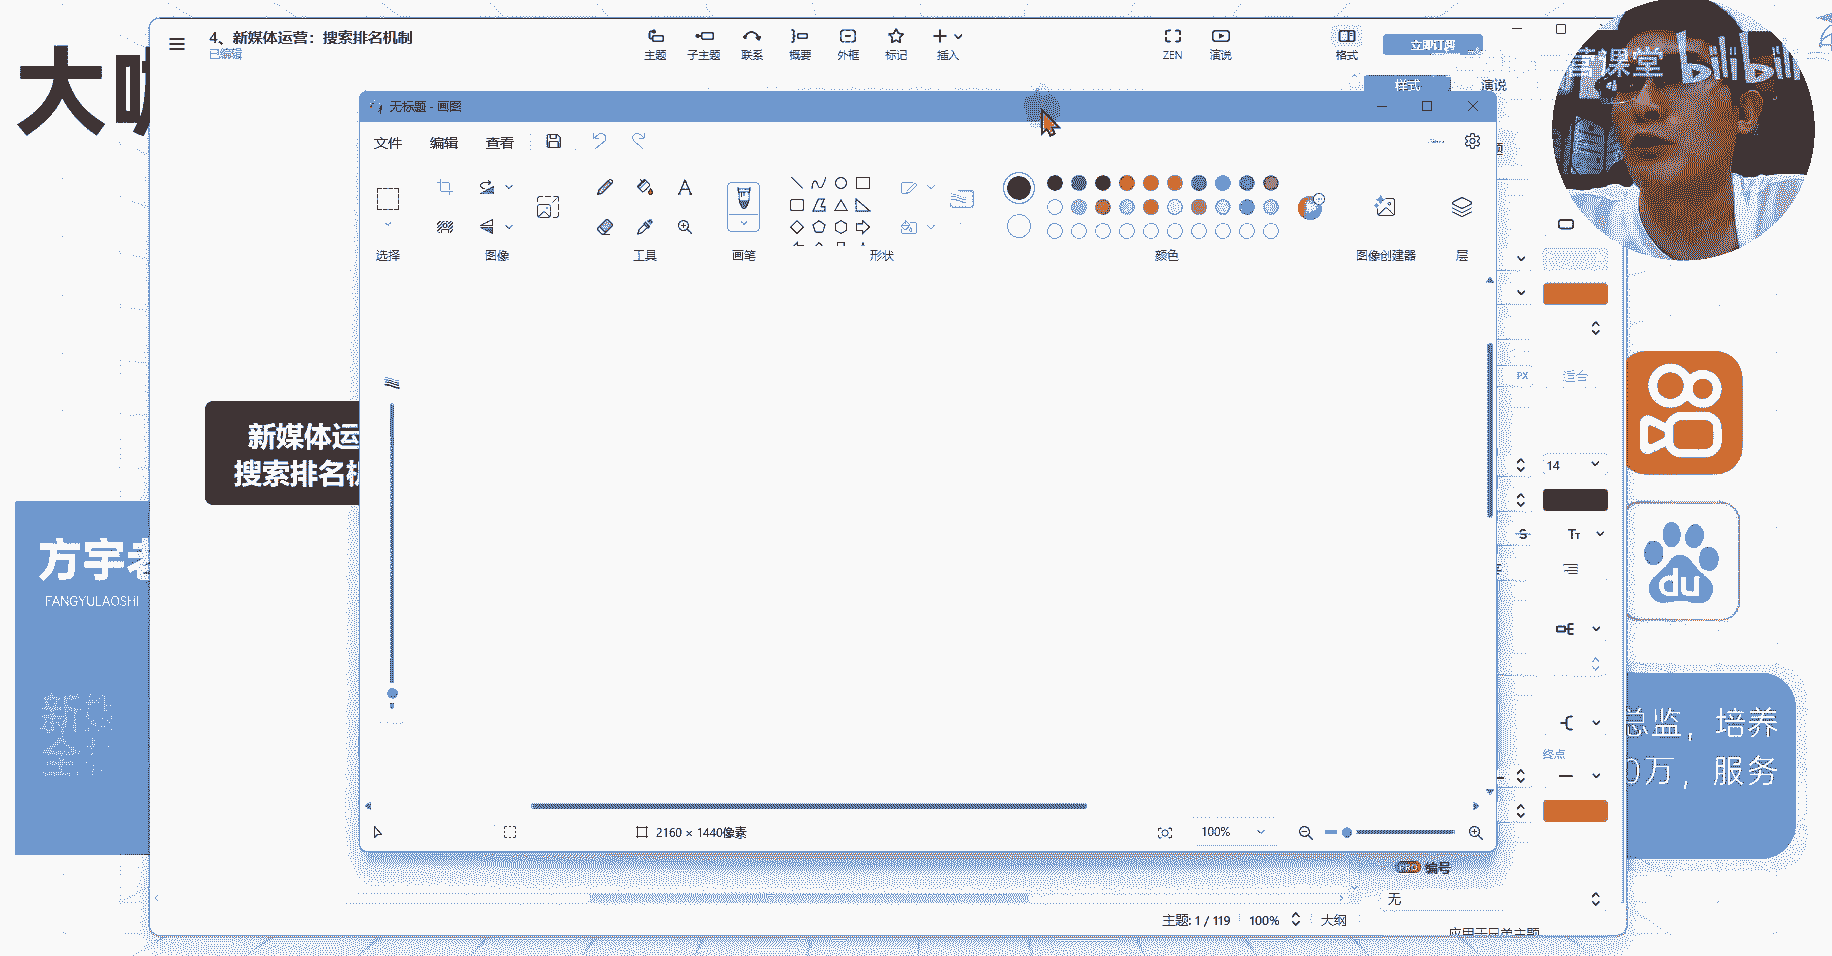 大咖
4、新媒体运营：搜索排名机制
已编辑
主题
子主题
联系
概要
外框
标记
插入
ZEN
演说
格式
立即订阅
样式
演说
营课堂 bilibili
无标题 - 画图
文件
编辑
查看
选择
图像
工具
画笔
形状
颜色
图像创建器
层
新媒体运
搜索排名机
方宇老
FANGYULAOSHI
PX
适合
14
Tт
du
终点
总监，培养
0万，服务
2160 × 1440像素
100%
PRO 编号
无
主题: 1 / 119
100%
大纲
应用于兄弟主题